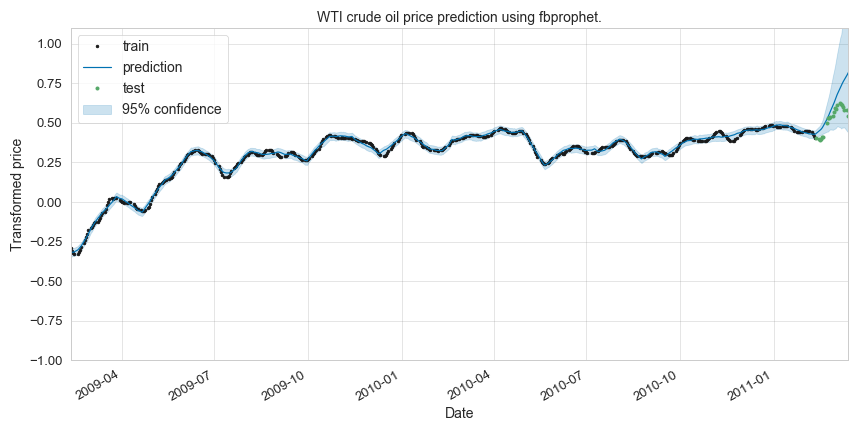 WTI crude oil price prediction using fbprophet.
train
prediction
test
95% confidence
Transformed price
1.00
0.75
0.50
0.25
0.00
−0.25
−0.50
−0.75
−1.00
2009-04
2009-07
2009-10
2010-01
2010-04
2010-07
2010-10
2011-01
Date